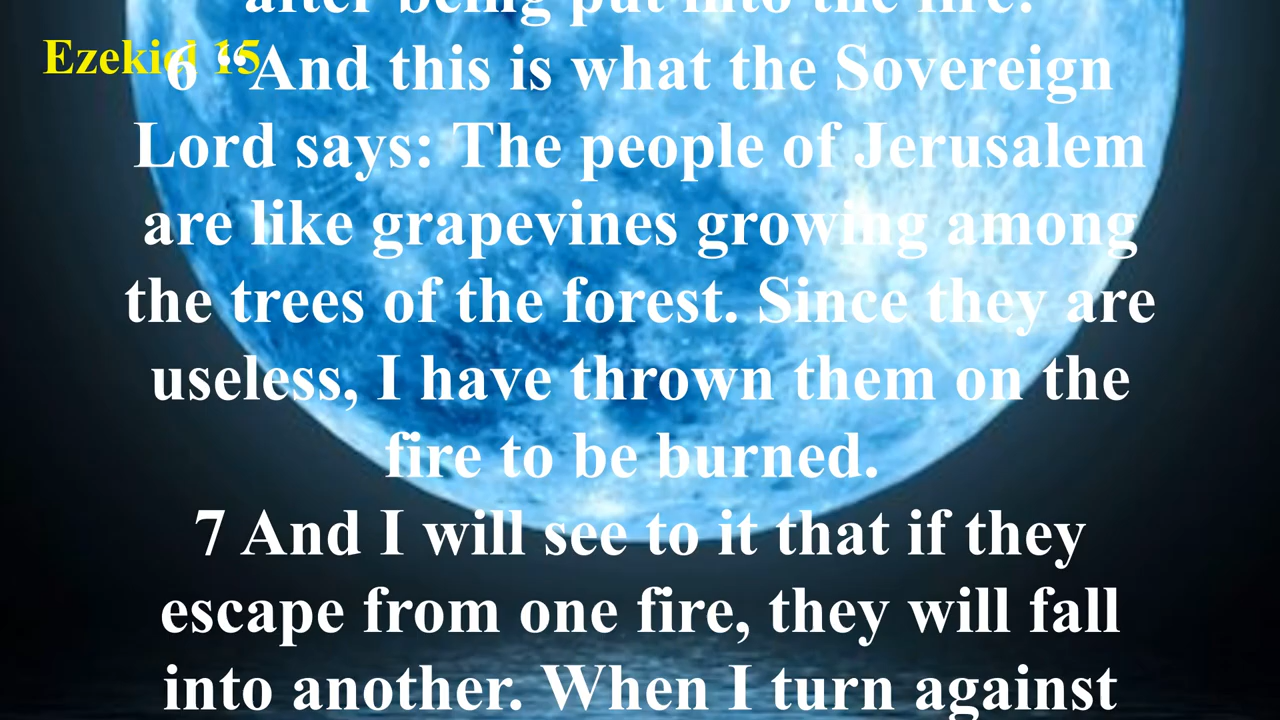 after being put into the fire!
Ezekiel 15
6 “And this is what the Sovereign
Lord says: The people of Jerusalem
are like grapevines growing among
the trees of the forest. Since they are
useless, I have thrown them on the
fire to be burned.
7 And I will see to it that if they
escape from one fire, they will fall
into another. When I turn against